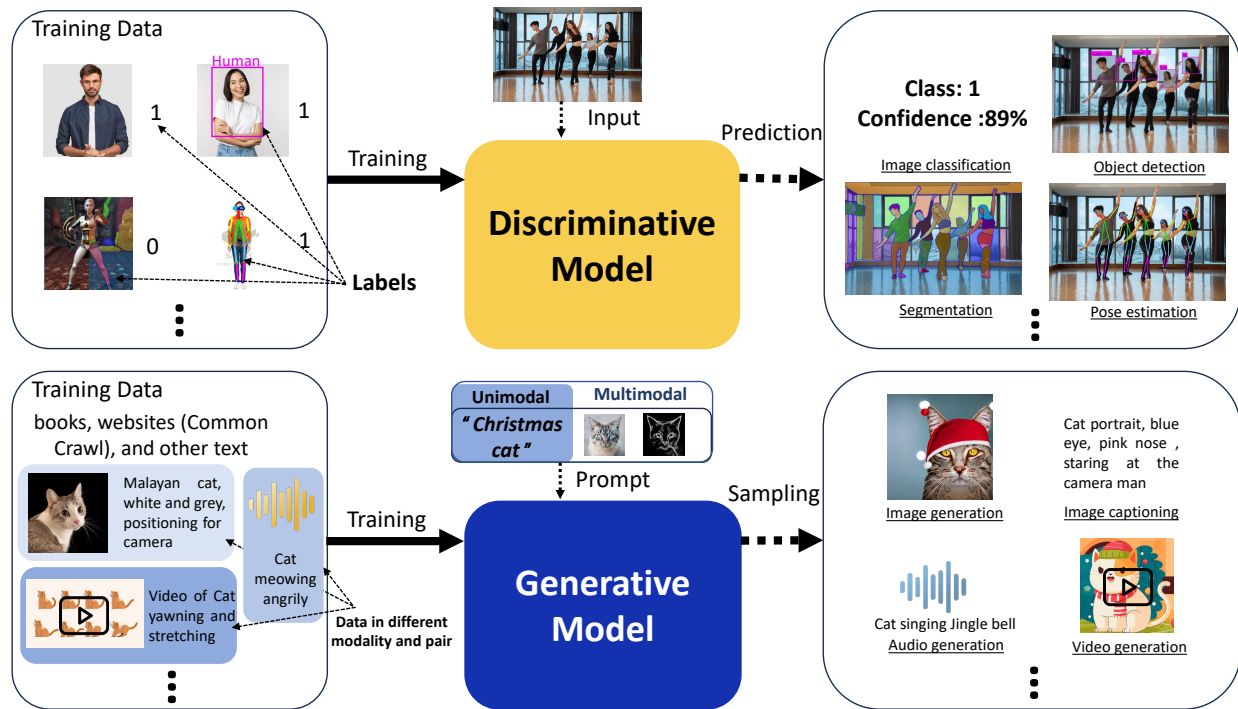 Training Data
Human
1
1
0
1
Labels
Training
Input
Discriminative
Model
Prediction
Class: 1
Confidence :89%
Image classification
Object detection
Segmentation
Pose estimation
Training Data
books, websites (Common
Crawl), and other text
Malayan cat,
white and grey,
positioning for
camera
Cat
meowing
angrily
Video of Cat
yawning and
stretching
Data in different
modality and pair
Training
Unimodal
Multimodal
“ Christmas
cat ”
Prompt
Generative
Model
Sampling
Image generation
Cat portrait, blue
eye, pink nose ,
staring at the
camera man
Image captioning
Cat singing Jingle bell
Audio generation
Video generation